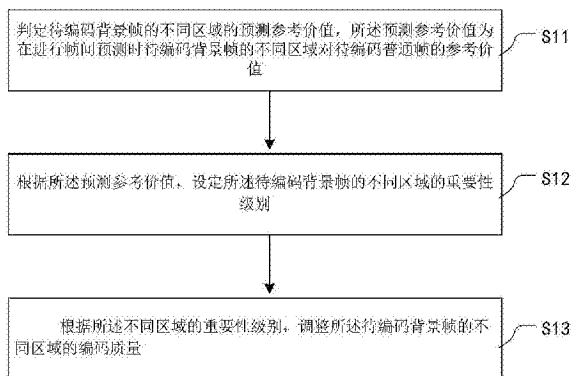 判定待编码背景帧的不同区域的预测参考价值，所述预测参考价值为
在进行帧间预测时待编码背景帧的不同区域对待编码普通帧的参考价
值
S11
根据所述预测参考价值，设定所述待编码背景帧的不同区域的重要性
级别
S12
根据所述不同区域的重要性级别，调整所述待编码背景帧的不
同区域的编码质量
S13